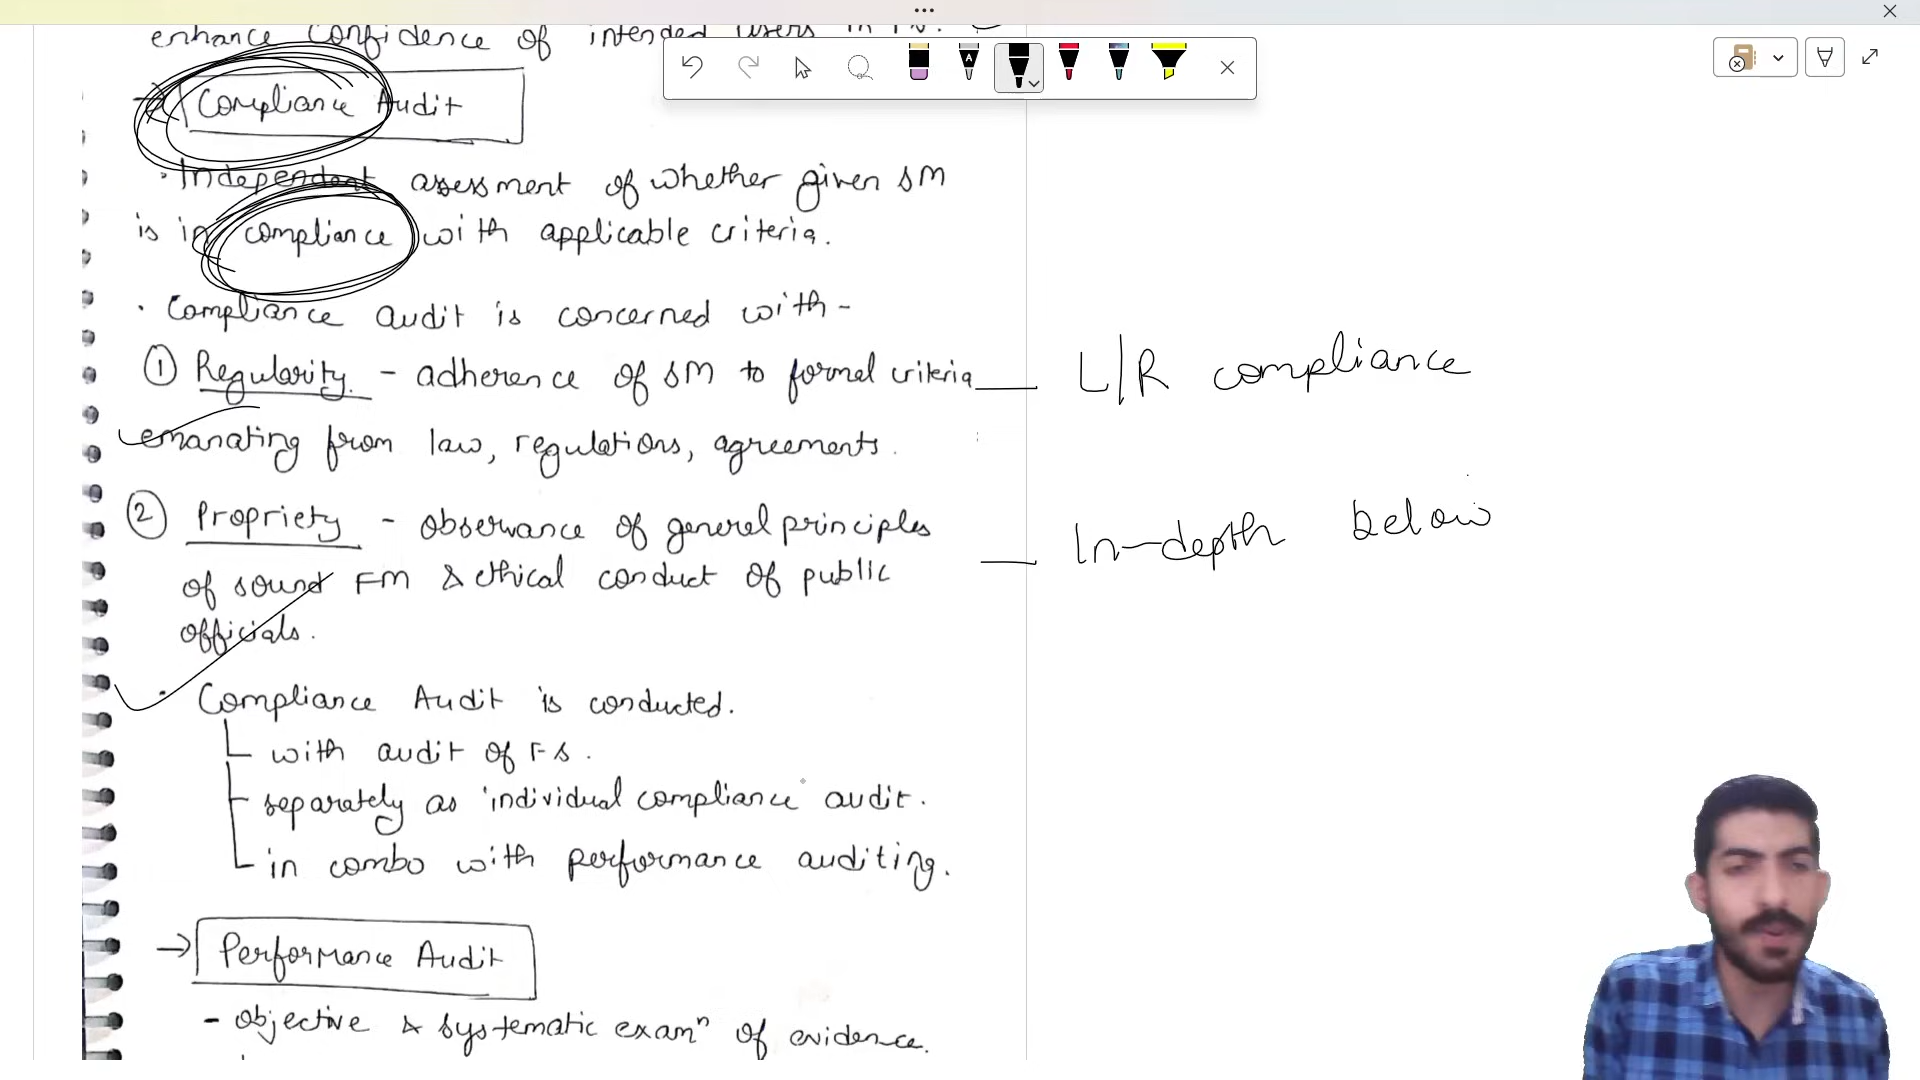 enhance confidence of intended users in
→ Compliance Audit
· Independent assessment of whether given SM
is in compliance with applicable criteria.
· Compliance audit is concerned with -
① Regularity - adherence of SM to formal criteria
emanating from law, regulations, agreements.
L/R compliance
② Propriety - observance of general principles
of sound FM & ethical conduct of public
officials.
In-depth below
· Compliance Audit is conducted.
with audit of FS.
separately as 'individual compliance' audit.
in combo with performance auditing.
→ Performance Audit
- objective & systematic examⁿ of evidence.